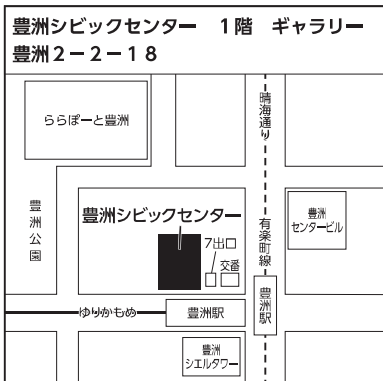 豊洲シビックセンター　1階　ギャラリー
豊洲2－2－18
ららぽーと豊洲
晴海通り
豊洲公園
豊洲シビックセンター
7出口
交番
有楽町線
豊洲
センタービル
ゆりかもめ
豊洲駅
豊洲駅
豊洲
シエルタワー